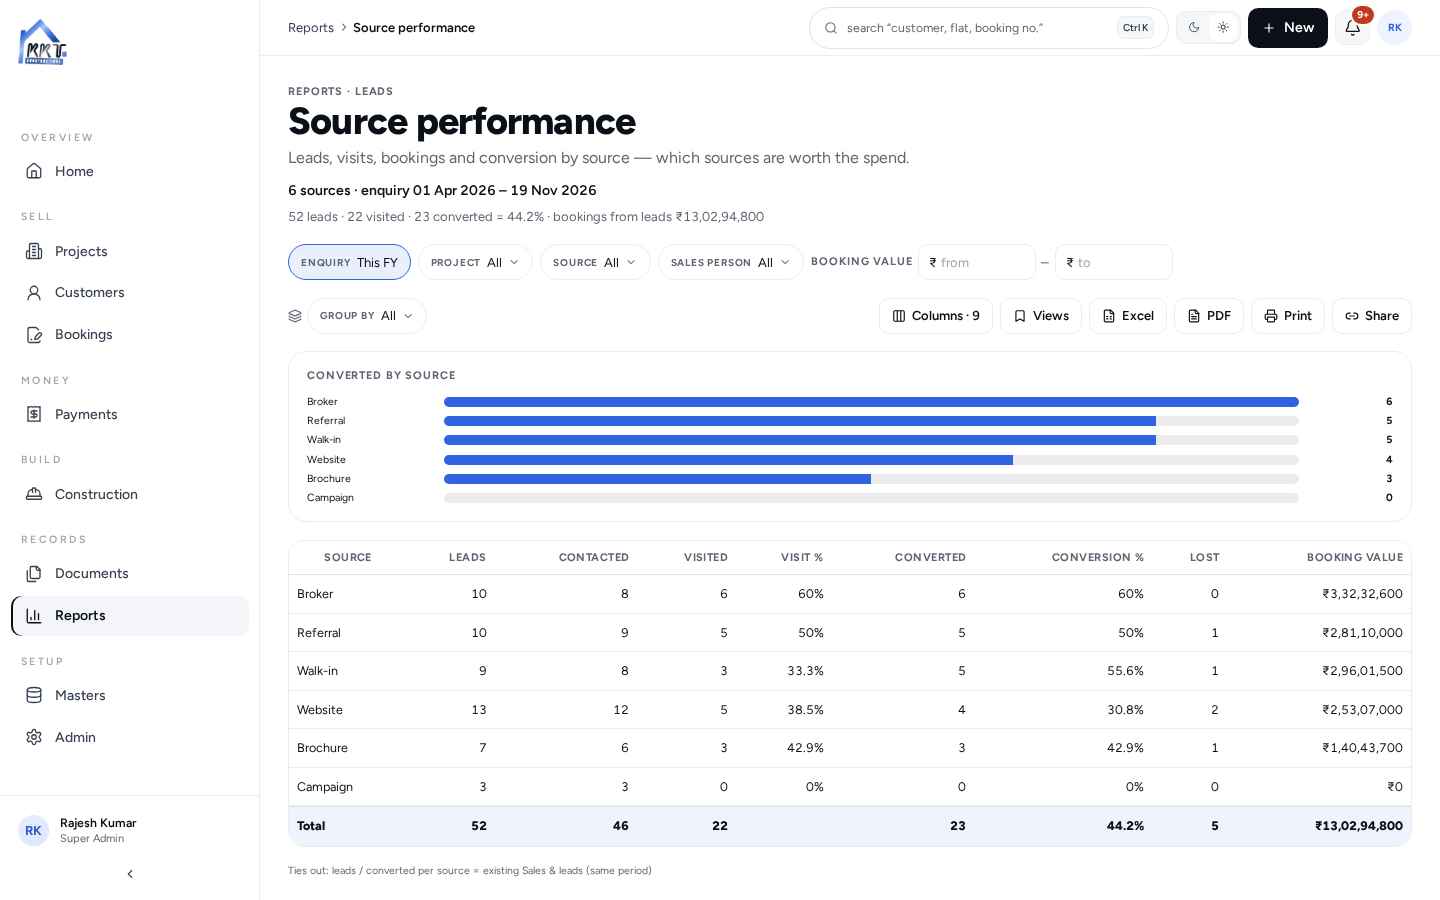 RKT
CONSTRUCTIONS
Reports > Source performance
search “customer, flat, booking no.”
Ctrl K
+ New
9+
RK
OVERVIEW
Home
SELL
Projects
Customers
Bookings
MONEY
Payments
BUILD
Construction
RECORDS
Documents
Reports
SETUP
Masters
Admin
RK
Rajesh Kumar
Super Admin
REPORTS · LEADS
Source performance
Leads, visits, bookings and conversion by source — which sources are worth the spend.
6 sources · enquiry 01 Apr 2026 – 19 Nov 2026
52 leads · 22 visited · 23 converted = 44.2% · bookings from leads ₹13,02,94,800
ENQUIRY This FY PROJECT All SOURCE All SALES PERSON All BOOKING VALUE ₹ from – ₹ to
GROUP BY All Columns · 9 Views Excel PDF Print Share
CONVERTED BY SOURCE
Broker 6
Referral 5
Walk-in 5
Website 4
Brochure 3
Campaign 0
SOURCE LEADS CONTACTED VISITED VISIT % CONVERTED CONVERSION % LOST BOOKING VALUE
Broker 10 8 6 60% 6 60% 0 ₹3,32,32,600
Referral 10 9 5 50% 5 50% 1 ₹2,81,10,000
Walk-in 9 8 3 33.3% 5 55.6% 1 ₹2,96,01,500
Website 13 12 5 38.5% 4 30.8% 2 ₹2,53,07,000
Brochure 7 6 3 42.9% 3 42.9% 1 ₹1,40,43,700
Campaign 3 3 0 0% 0 0% 0 ₹0
Total 52 46 22 23 44.2% 5 ₹13,02,94,800
Ties out: leads / converted per source = existing Sales & leads (same period)